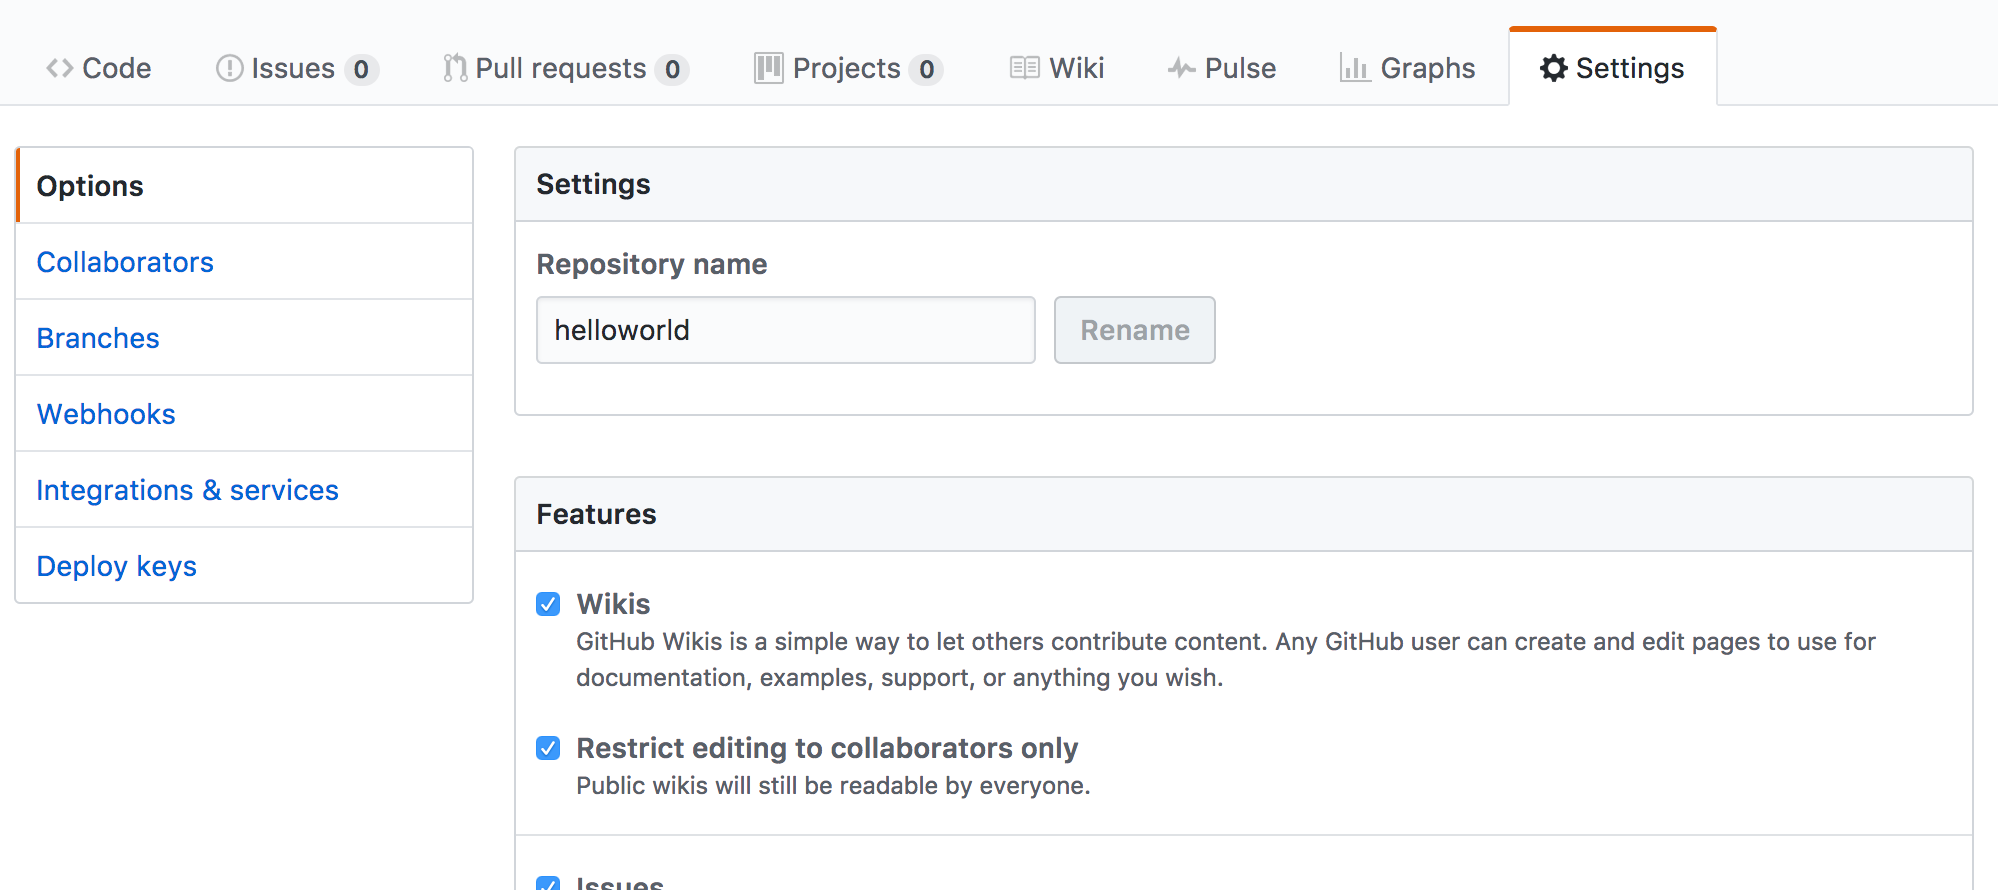 Code Issues 0 Pull requests 0 Projects 0 Wiki Pulse Graphs Settings
Options
Collaborators
Branches
Webhooks
Integrations & services
Deploy keys
Settings
Repository name
helloworld Rename
Features
Wikis
GitHub Wikis is a simple way to let others contribute content. Any GitHub user can create and edit pages to use for
documentation, examples, support, or anything you wish.
Restrict editing to collaborators only
Public wikis will still be readable by everyone.
Issues